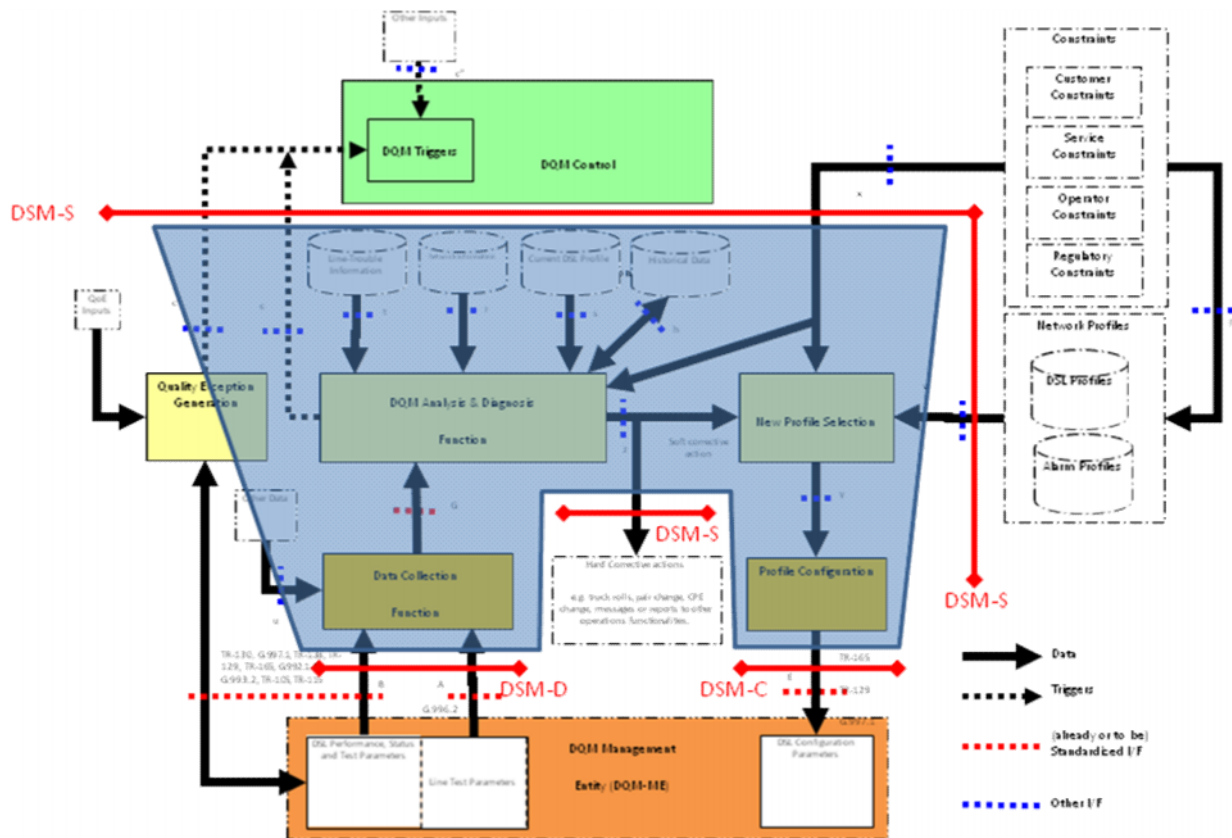 Other Inputs
DQM Triggers
DQM Control
Constraints
Customer
Constraints
Service
Constraints
Operator
Constraints
Regulatory
Constraints
DSM-S
Line-Trouble
Information
Current DSL Profile
Historical Data
QoE
Inputs
Network Profiles
DSL Profiles
Alarm Profiles
Quality Exception
Generation
DQM Analysis & Diagnosis
Function
New Profile Selection
Soft corrective
action
Other Data
G
DSM-S
Data Collection
Function
Hard Corrective actions
e.g. truck rolls, pair change, CPE
change, messages or reports to other
operations functionalities.
Profile Configuration
DSM-S
DSM-D
DSM-C
B
A
G.996.2
E
TR-165
TR-129
DSL Performance, Status
and Test Parameters
Line Test Parameters
DQM Management
Entity (DQM-ME)
DSL Configuration
Parameters
Data
Triggers
(already or to be)
Standardized I/F
Other I/F